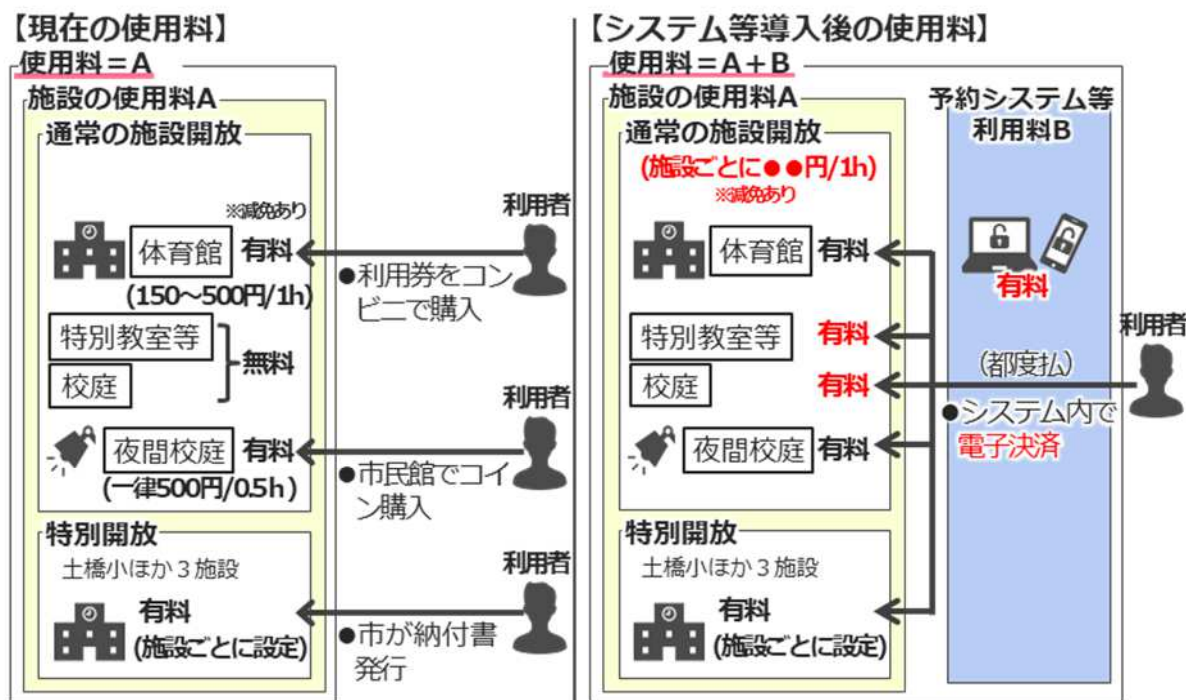 【現在の使用料】
使用料＝A
施設の使用料A
通常の施設開放
※減免あり
体育館
有料
(150～500円/1h)
特別教室等
校庭
無料
夜間校庭
有料
(一律500円/0.5h)
特別開放
土橋小ほか３施設
有料
(施設ごとに設定)
利用者
●利用券をコン
ビニで購入
利用者
●市民館でコイ
ン購入
利用者
●市が納付書
発行
【システム等導入後の使用料】
使用料＝A＋B
施設の使用料A
通常の施設開放
(施設ごとに●●円/1h)
※減免あり
体育館
有料
特別教室等
有料
校庭
有料
夜間校庭
有料
特別開放
土橋小ほか３施設
有料
(施設ごとに設定)
予約システム等
利用料B
有料
利用者
(都度払)
●システム内で
電子決済